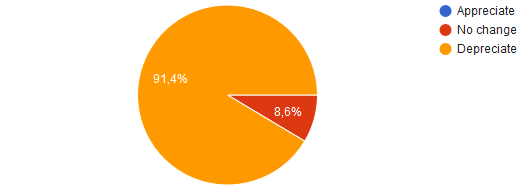 Appreciate
No change
Depreciate
91,4%
8,6%